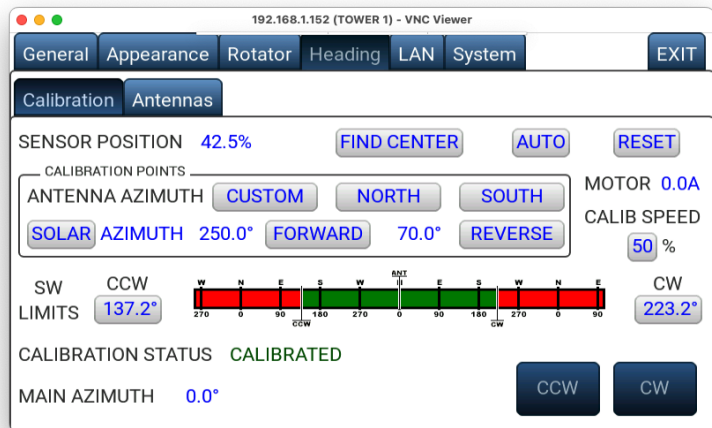 192.168.1.152 (TOWER 1) - VNC Viewer
General Appearance Rotator Heading LAN System EXIT
Calibration Antennas
SENSOR POSITION 42.5% FIND CENTER AUTO RESET
CALIBRATION POINTS
ANTENNA AZIMUTH CUSTOM NORTH SOUTH
MOTOR 0.0A
SOLAR AZIMUTH 250.0° FORWARD 70.0° REVERSE
CALIB SPEED
50 %
SW LIMITS
CCW
137.2°
ANT
W N E S W N E S W N E
270 0 90 180 270 0 90 180 270 0 90
CCW CW
CW
223.2°
CALIBRATION STATUS CALIBRATED
MAIN AZIMUTH 0.0°
CCW CW